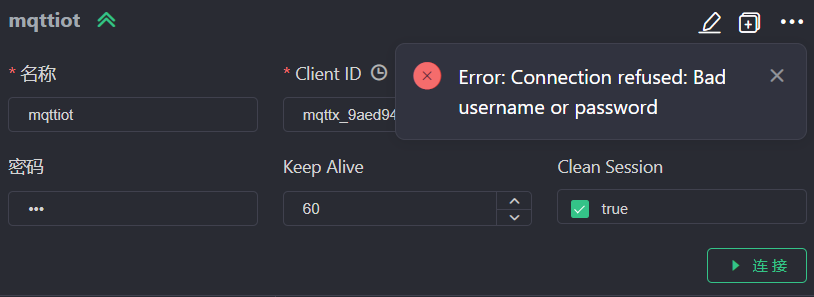 mqttiot
* 名称
* Client ID
Error: Connection refused: Bad
username or password
mqttiot
mqttx_9aed94
密码
Keep Alive
Clean Session
•••
60
true
连接